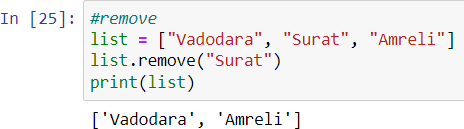 In [25]: #remove
list = ["Vadodara", "Surat", "Amreli"]
list.remove("Surat")
print(list)
['Vadodara', 'Amreli']